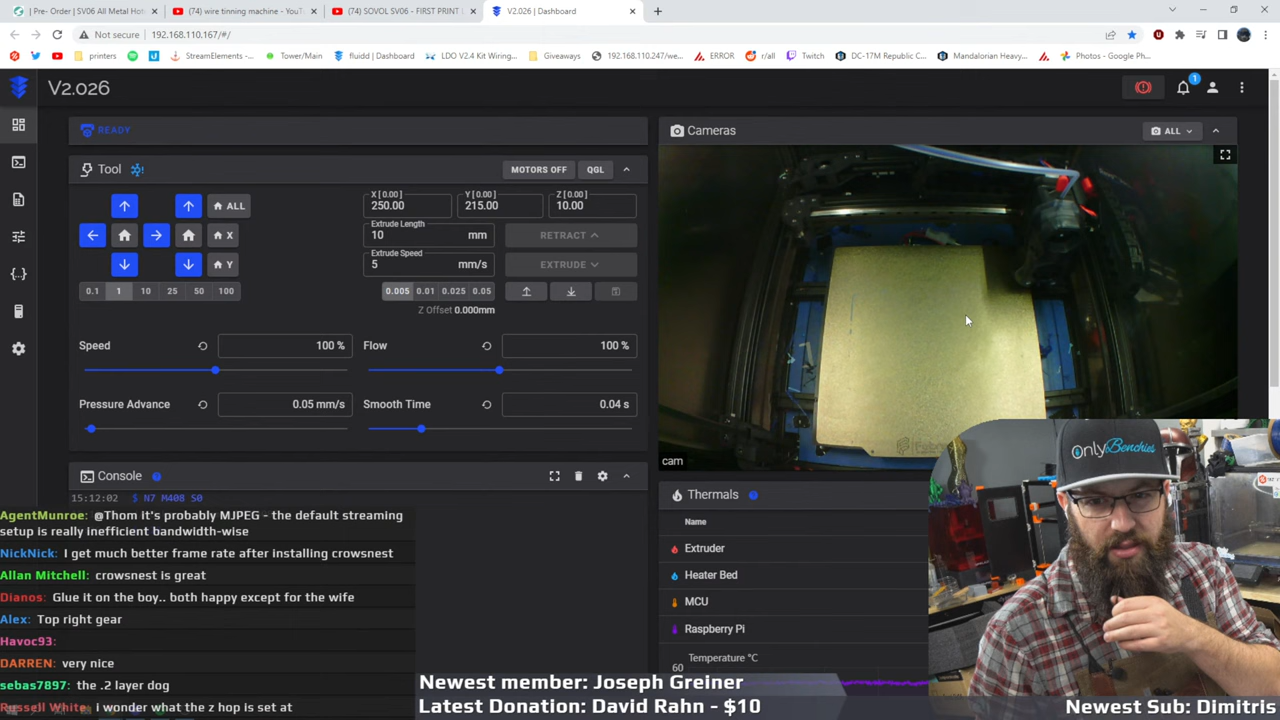 | Pre- Order | SV06 All Metal Hot
(74) wire tinning machine - YouT
(74) SOVOL SV06 - FIRST PRINT L
V2.026 | Dashboard
Not secure | 192.168.110.167/#/
printers
StreamElements -...
Tower/Main
fluidd | Dashboard
LDO V2.4 Kit Wiring...
Giveaways
192.168.110.247/we...
ERROR
r/all
Twitch
DC-17M Republic C...
Mandalorian Heavy...
Photos - Google Ph...
V2.026
1
READY
Tool
MOTORS OFF
QGL
X [0.00]
250.00
Y [0.00]
215.00
Z [0.00]
10.00
ALL
Extrude Length
10 mm
RETRACT
X
Extrude Speed
5 mm/s
EXTRUDE
Y
0.1 1 10 25 50 100
0.005 0.01 0.025 0.05
Z Offset 0.000mm
Speed 100 %
Flow 100 %
Pressure Advance 0.05 mm/s
Smooth Time 0.04 s
Cameras
ALL
cam
Console
15:12:02 $ N7 M408 S0
Thermals
Name
Extruder
Heater Bed
MCU
Raspberry Pi
Temperature °C
60
AgentMunroe: @Thom it's probably MJPEG - the default streaming
setup is really inefficient bandwidth-wise
NickNick: I get much better frame rate after installing crowsnest
Allan Mitchell: crowsnest is great
Dianos: Glue it on the boy.. both happy except for the wife
Alex: Top right gear
Havoc93:
DARREN: very nice
sebas7897: the .2 layer dog
Russell White: i wonder what the z hop is set at
only Benchies
Newest member: Joseph Greiner
Latest Donation: David Rahn - $10
Newest Sub: Dimitris